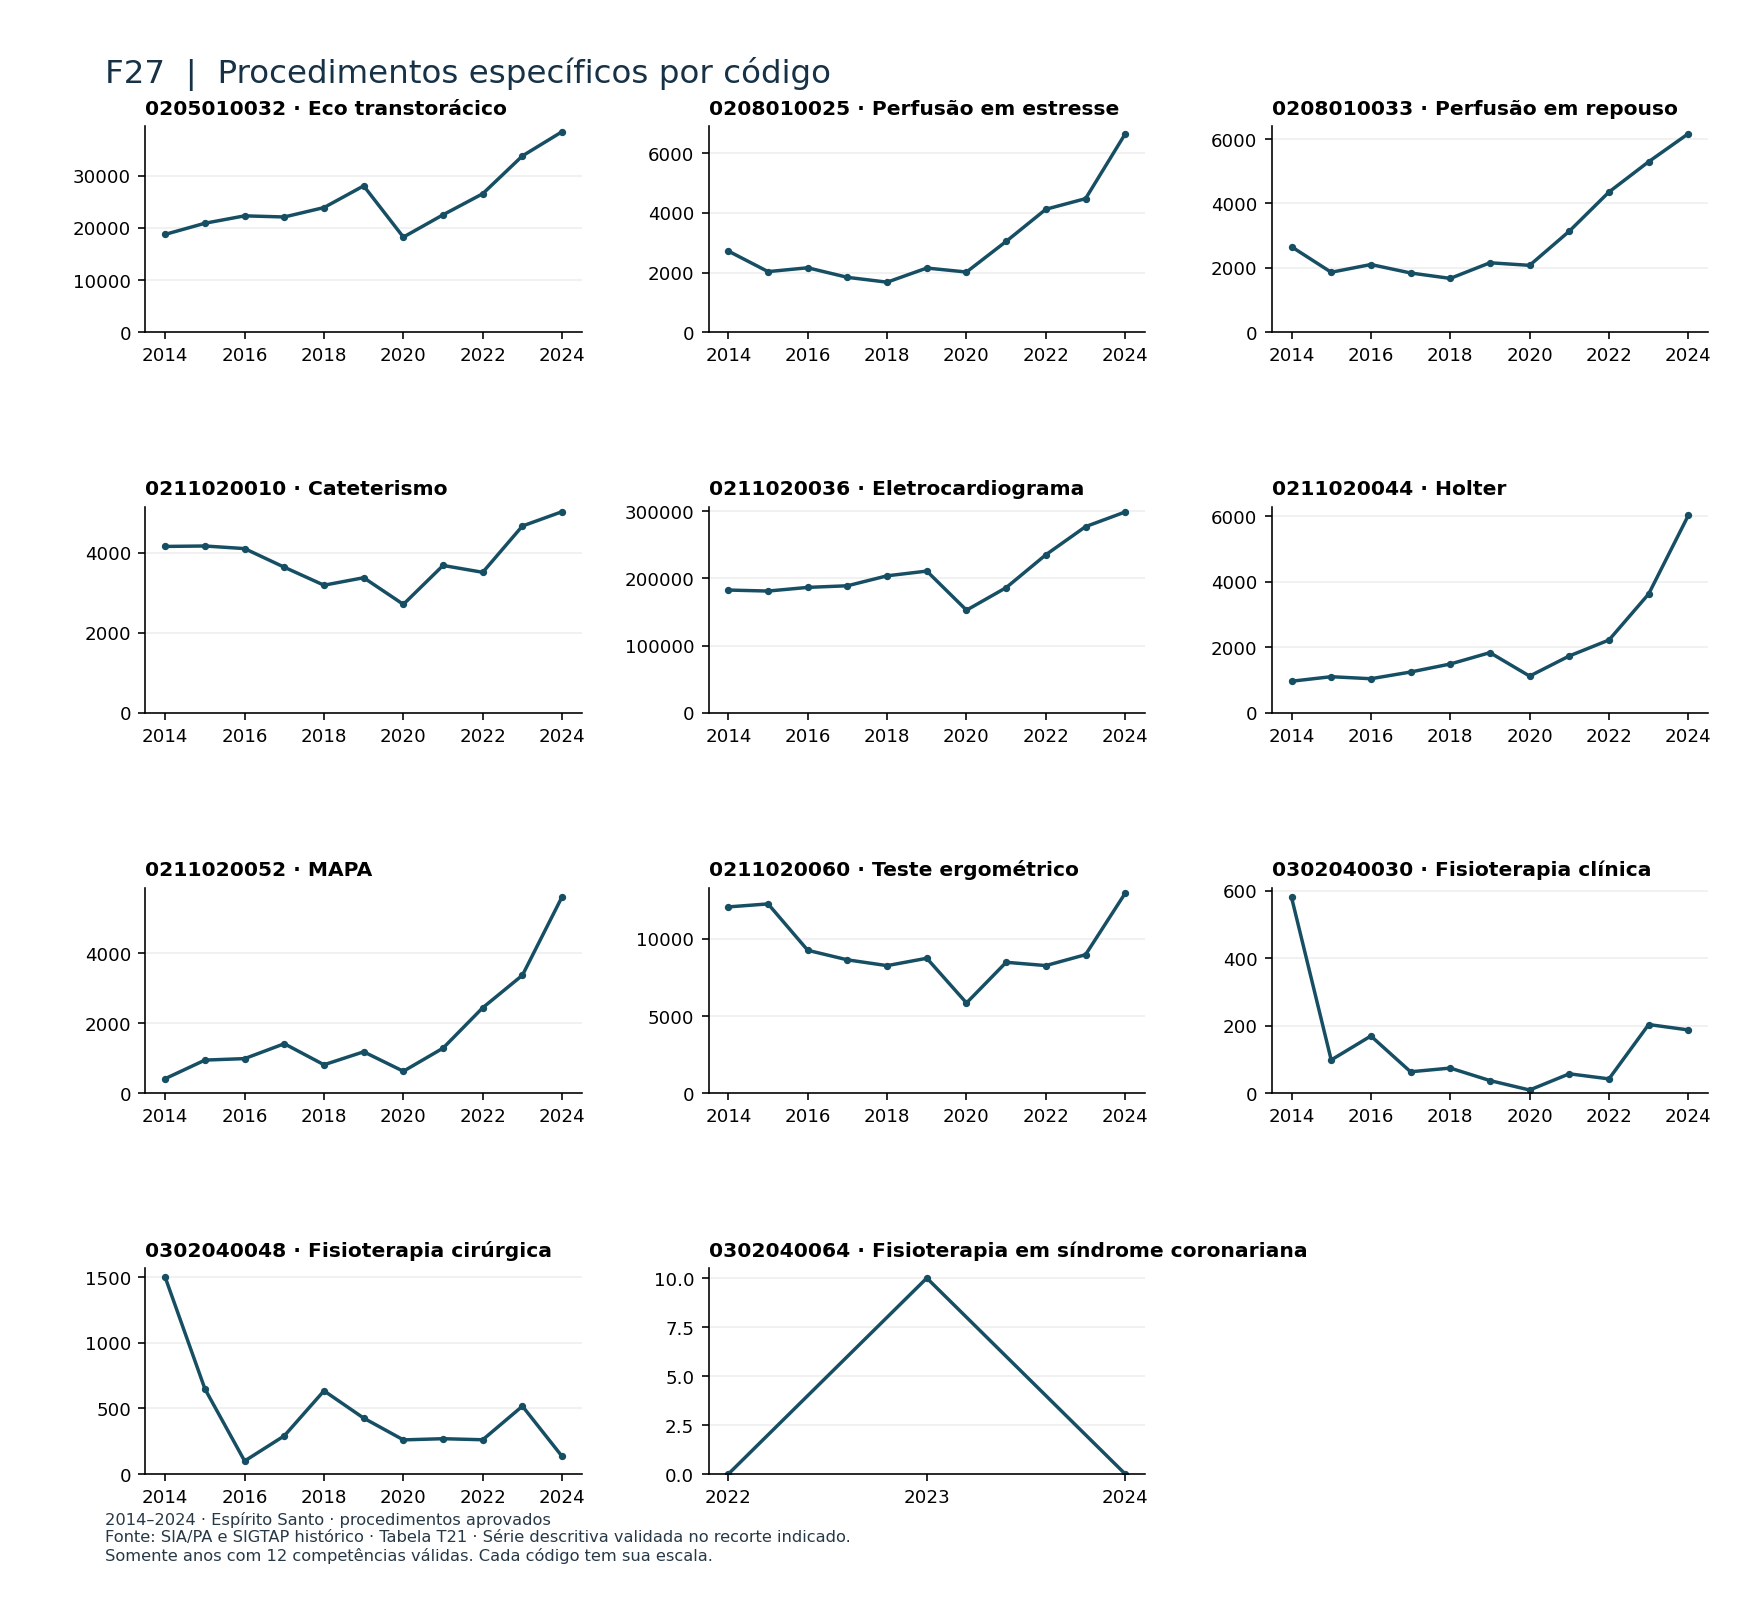 F27 | Procedimentos específicos por código
0205010032 · Eco transtorácico
30000
20000
10000
0
2014 2016 2018 2020 2022 2024
0208010025 · Perfusão em estresse
6000
4000
2000
0
2014 2016 2018 2020 2022 2024
0208010033 · Perfusão em repouso
6000
4000
2000
0
2014 2016 2018 2020 2022 2024
0211020010 · Cateterismo
4000
2000
0
2014 2016 2018 2020 2022 2024
0211020036 · Eletrocardiograma
300000
200000
100000
0
2014 2016 2018 2020 2022 2024
0211020044 · Holter
6000
4000
2000
0
2014 2016 2018 2020 2022 2024
0211020052 · MAPA
4000
2000
0
2014 2016 2018 2020 2022 2024
0211020060 · Teste ergométrico
10000
5000
0
2014 2016 2018 2020 2022 2024
0302040030 · Fisioterapia clínica
600
400
200
0
2014 2016 2018 2020 2022 2024
0302040048 · Fisioterapia cirúrgica
1500
1000
500
0
2014 2016 2018 2020 2022 2024
0302040064 · Fisioterapia em síndrome coronariana
10.0
7.5
5.0
2.5
0.0
2022 2023 2024
2014–2024 · Espírito Santo · procedimentos aprovados
Fonte: SIA/PA e SIGTAP histórico · Tabela T21 · Série descritiva validada no recorte indicado.
Somente anos com 12 competências válidas. Cada código tem sua escala.